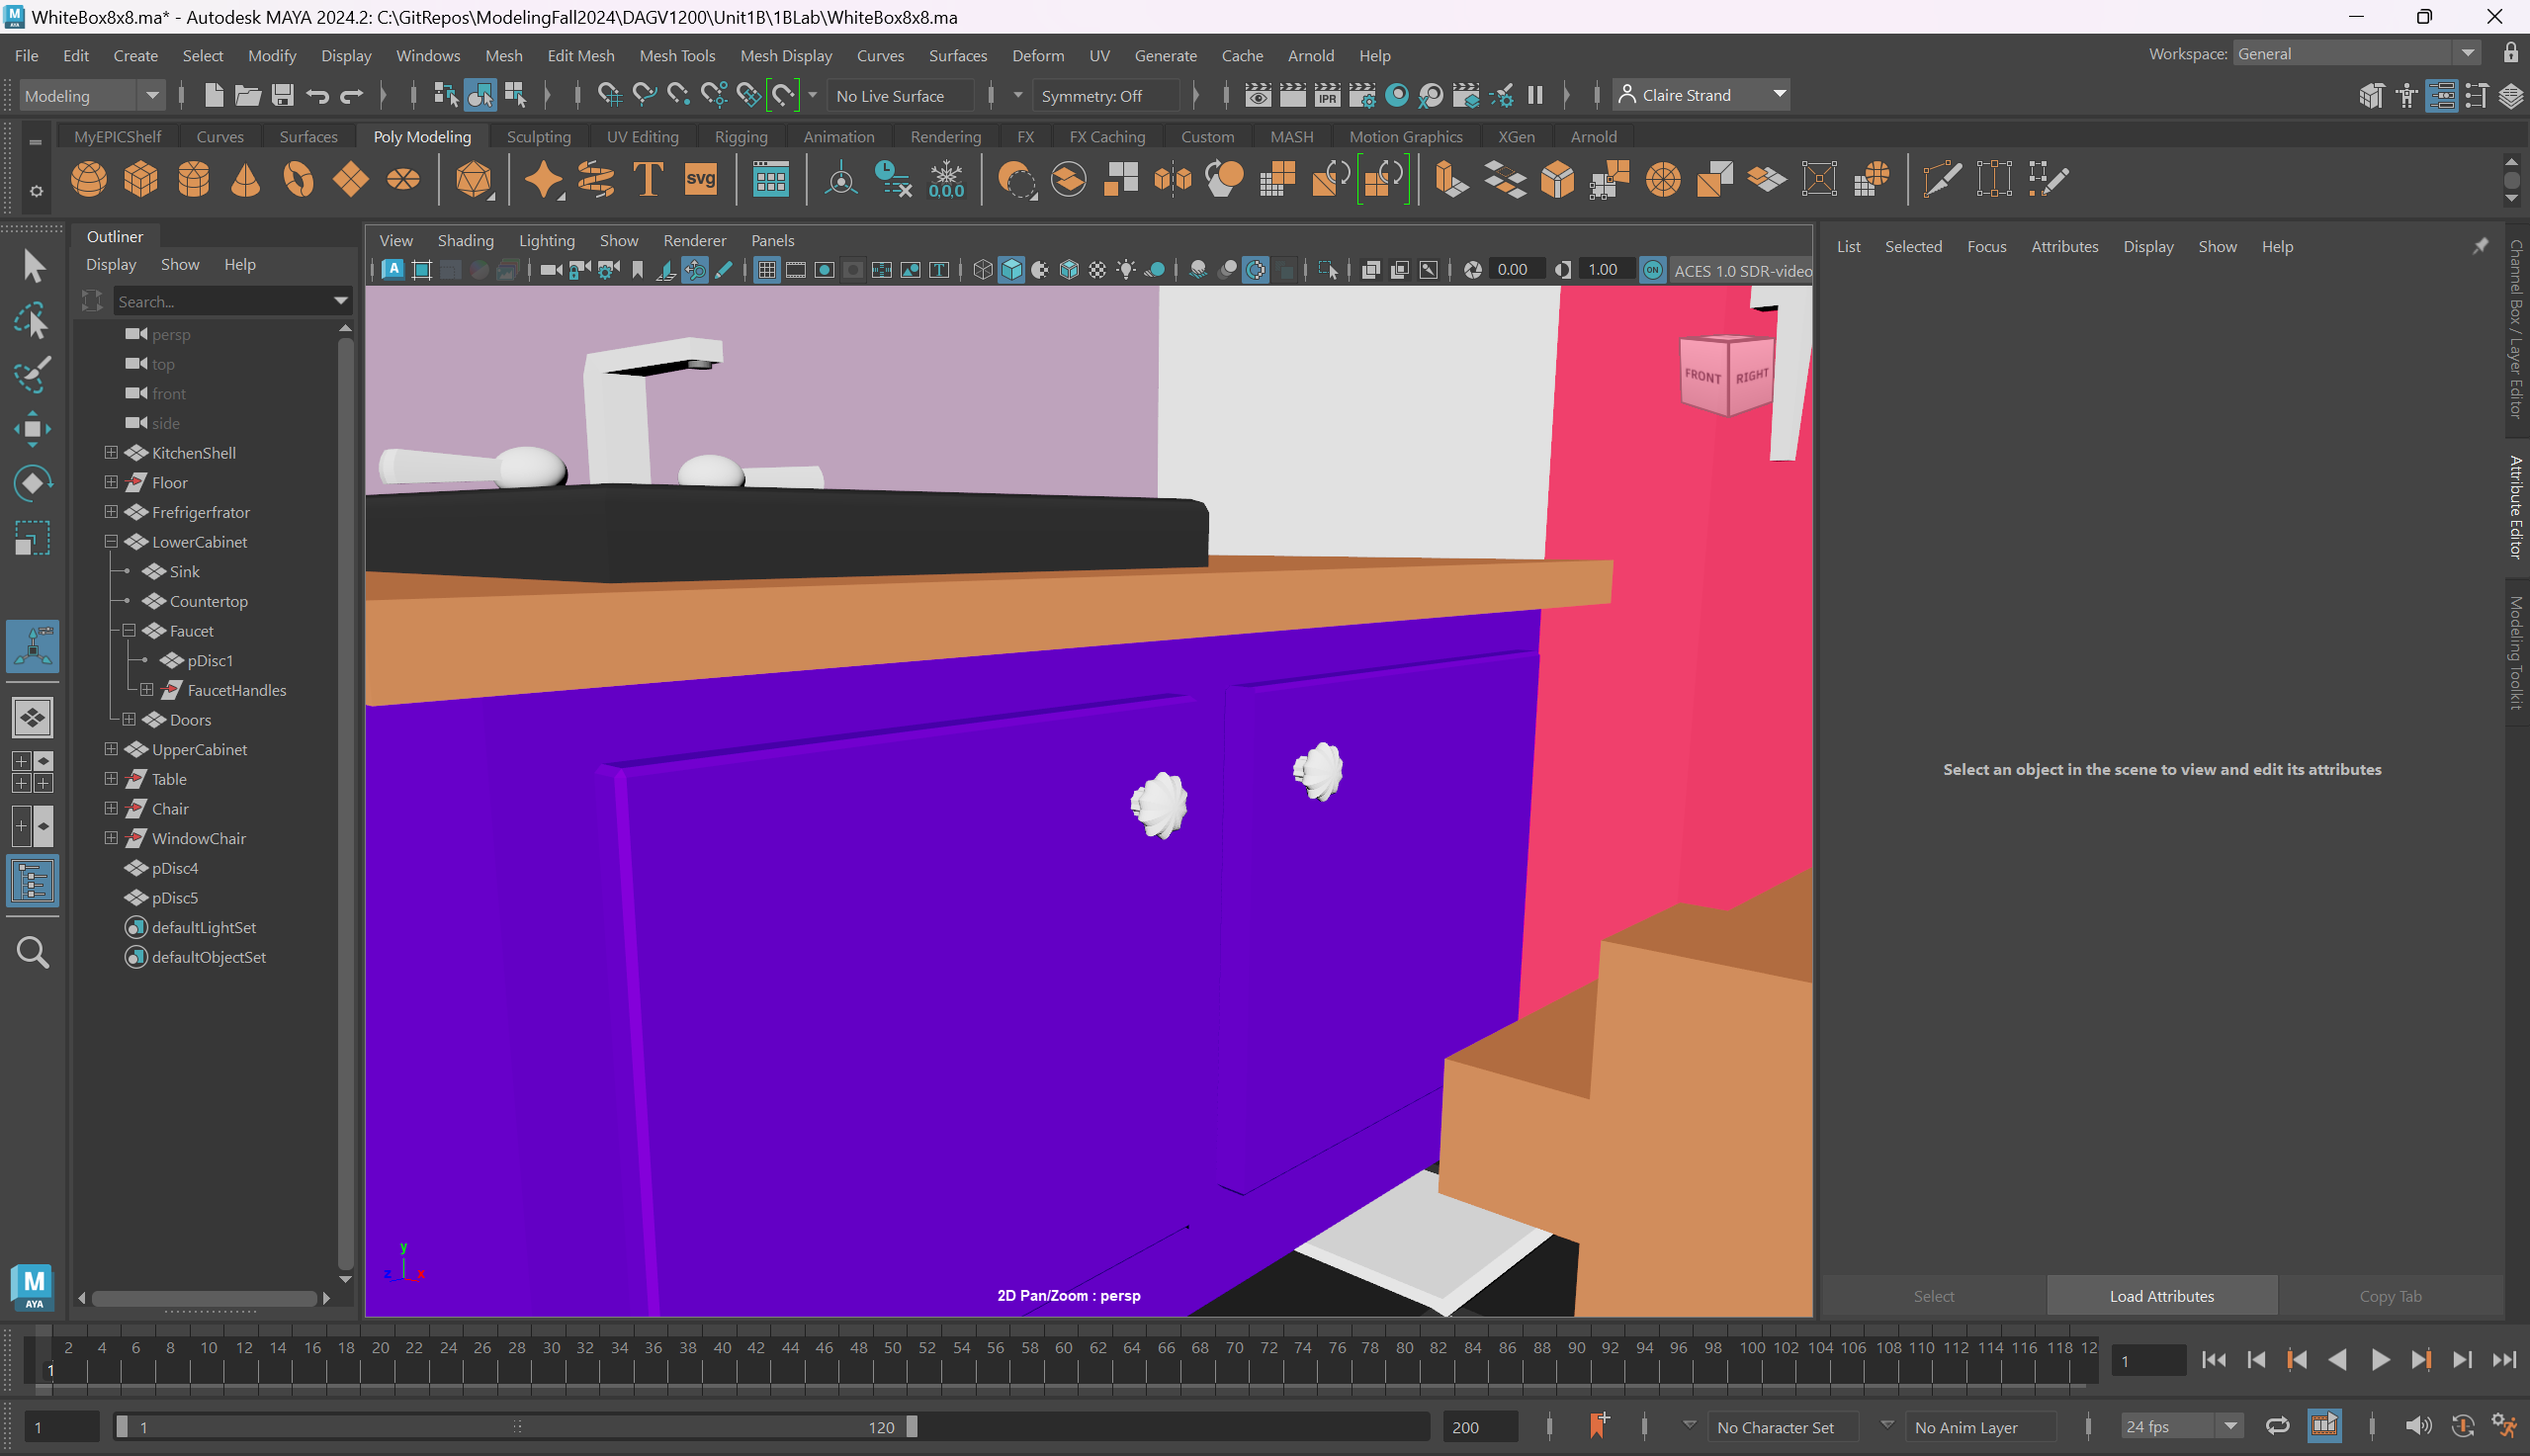 WhiteBox8x8.ma* - Autodesk MAYA 2024.2: C:\GitRepos\ModelingFall2024\DAGV1200\Unit1B\1BLab\WhiteBox8x8.ma
File Edit Create Select Modify Display Windows Mesh Edit Mesh Mesh Tools Mesh Display Curves Surfaces Deform UV Generate Cache Arnold Help
Workspace: General
Modeling
No Live Surface
Symmetry: Off
IPR
Claire Strand
MyEPICShelf Curves Surfaces Poly Modeling Sculpting UV Editing Rigging Animation Rendering FX FX Caching Custom MASH Motion Graphics XGen Arnold
T
svg
0,0,0
Outliner
Display Show Help
Search...
persp
top
front
side
KitchenShell
Floor
Frefrigerfrator
LowerCabinet
Sink
Countertop
Faucet
pDisc1
FaucetHandles
Doors
UpperCabinet
Table
Chair
WindowChair
pDisc4
pDisc5
defaultLightSet
defaultObjectSet
View Shading Lighting Show Renderer Panels
0.00
1.00
ON
ACES 1.0 SDR-video
FRONT RIGHT
y
z
x
2D Pan/Zoom : persp
List Selected Focus Attributes Display Show Help
Select an object in the scene to view and edit its attributes
Select
Load Attributes
Copy Tab
Channel Box / Layer Editor
Attribute Editor
Modeling Toolkit
M
AYA
2 4 6 8 10 12 14 16 18 20 22 24 26 28 30 32 34 36 38 40 42 44 46 48 50 52 54 56 58 60 62 64 66 68 70 72 74 76 78 80 82 84 86 88 90 92 94 96 98 100 102 104 106 108 110 112 114 116 118 12
1
1
1
1
120
200
No Character Set
No Anim Layer
24 fps